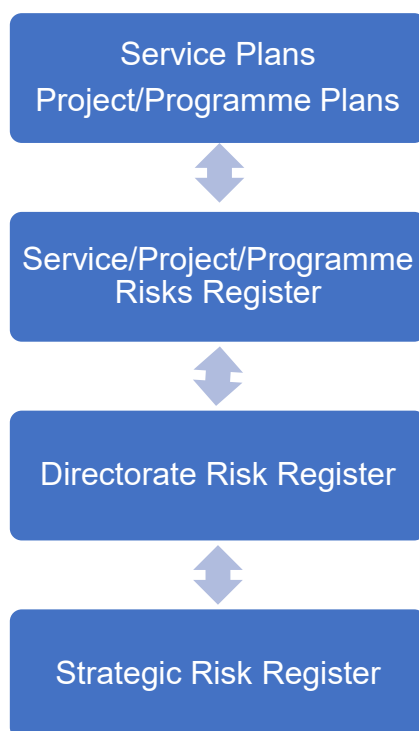 Service Plans
Project/Programme Plans
Service/Project/Programme
Risks Register
Directorate Risk Register
Strategic Risk Register